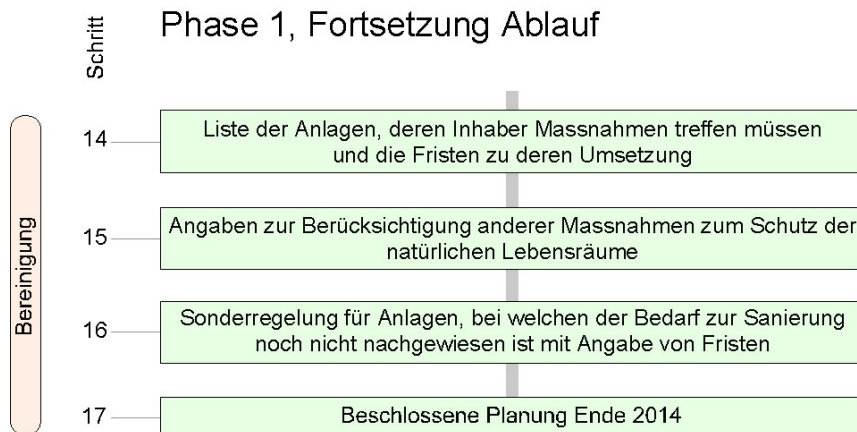 Phase 1, Fortsetzung Ablauf
Schritt
Bereinigung
14
Liste der Anlagen, deren Inhaber Massnahmen treffen müssen
und die Fristen zu deren Umsetzung
15
Angaben zur Berücksichtigung anderer Massnahmen zum Schutz der
natürlichen Lebensräume
16
Sonderregelung für Anlagen, bei welchen der Bedarf zur Sanierung
noch nicht nachgewiesen ist mit Angabe von Fristen
17
Beschlossene Planung Ende 2014